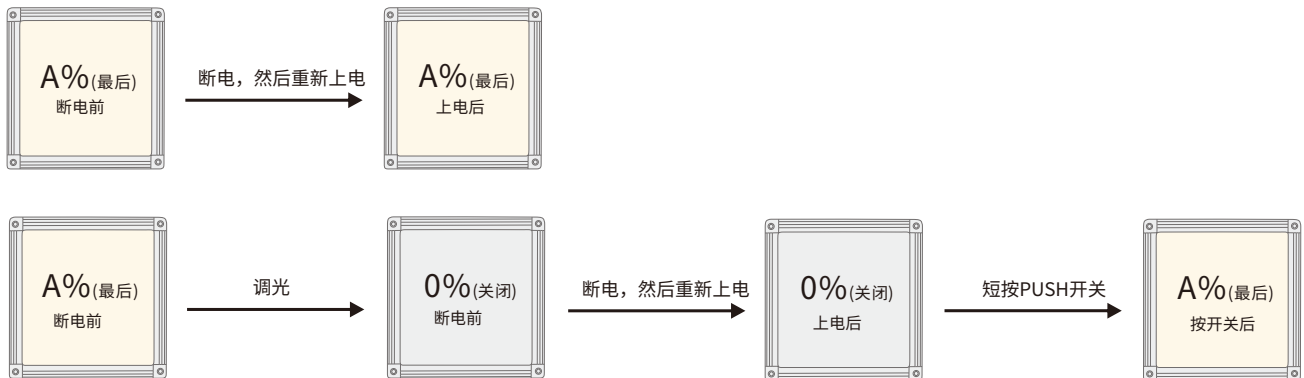 A%(最后)
断电前
断电，然后重新上电
A%(最后)
上电后
A%(最后)
断电前
调光
0%(关闭)
断电前
断电，然后重新上电
0%(关闭)
上电后
短按PUSH开关
A%(最后)
按开关后